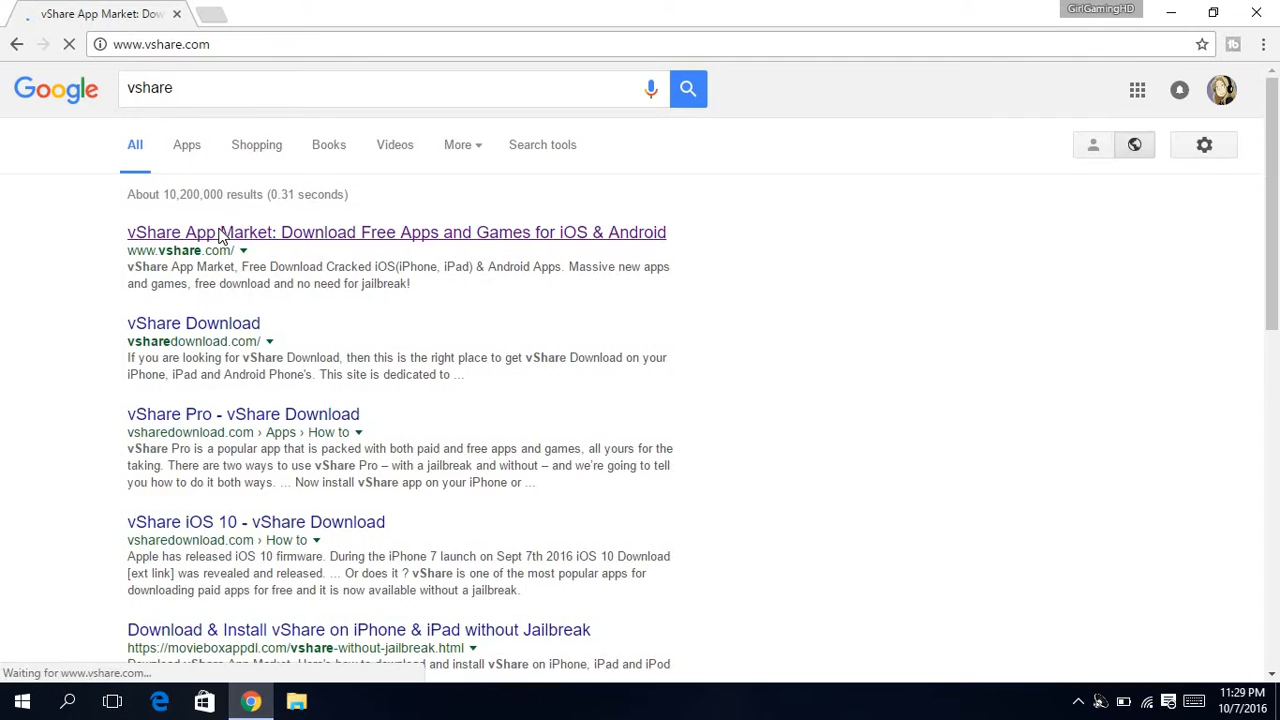 vShare App Market: Dow
GirlGamingHD
www.vshare.com
Google
vshare
All Apps Shopping Books Videos More Search tools
About 10,200,000 results (0.31 seconds)
vShare App Market: Download Free Apps and Games for iOS & Android
www.vshare.com/
vShare App Market, Free Download Cracked iOS(iPhone, iPad) & Android Apps. Massive new apps
and games, free download and no need for jailbreak!
vShare Download
vsharedownload.com/
If you are looking for vShare Download, then this is the right place to get vShare Download on your
iPhone, iPad and Android Phone's. This site is dedicated to ...
vShare Pro - vShare Download
vsharedownload.com › Apps › How to
vShare Pro is a popular app that is packed with both paid and free apps and games, all yours for the
taking. There are two ways to use vShare Pro – with a jailbreak and without – and we're going to tell
you how to do it both ways. ... Now install vShare app on your iPhone or ...
vShare iOS 10 - vShare Download
vsharedownload.com › How to
Apple has released iOS 10 firmware. During the iPhone 7 launch on Sept 7th 2016 iOS 10 Download
[ext link] was revealed and released. ... Or does it ? vShare is one of the most popular apps for
downloading paid apps for free and it is now available without a jailbreak.
Download & Install vShare on iPhone & iPad without Jailbreak
https://movieboxappdl.com/vshare-without-jailbreak.html
Download vShare App Market. Here's how to download and install vShare on iPhone, iPad and iPod
Waiting for www.vshare.com...
11:29 PM
10/7/2016